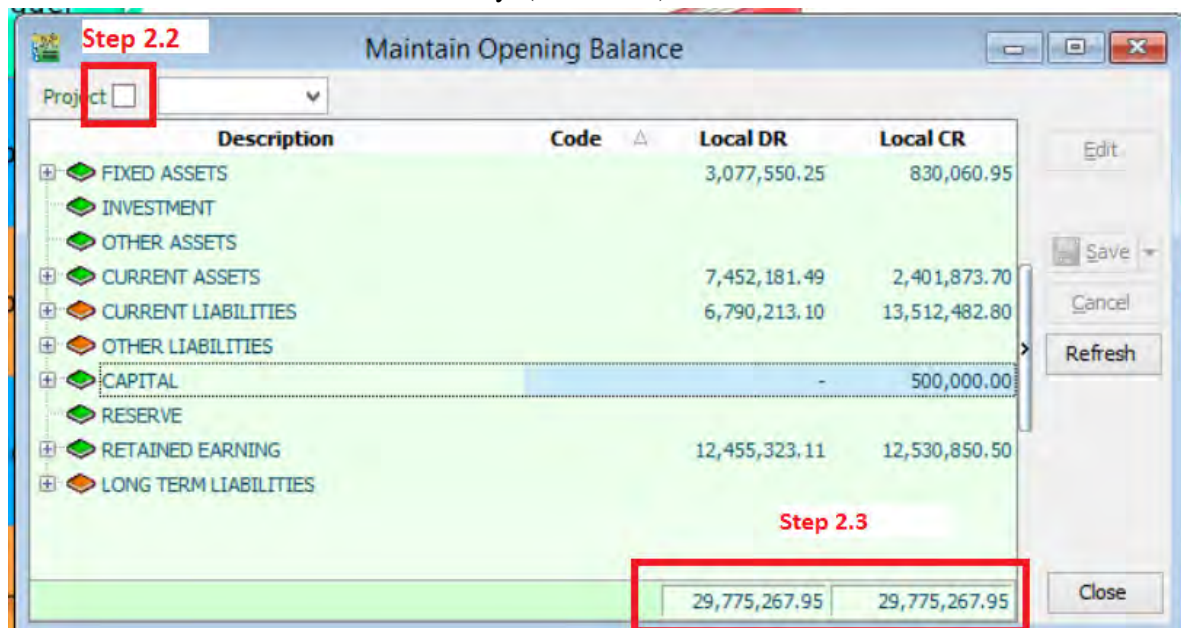 Step 2.2
Maintain Opening Balance
Project
Description Code Local DR Local CR
Edit
FIXED ASSETS 3,077,550.25 830,060.95
INVESTMENT
OTHER ASSETS
Save
CURRENT ASSETS 7,452,181.49 2,401,873.70
Cancel
CURRENT LIABILITIES 6,790,213.10 13,512,482.80
OTHER LIABILITIES
Refresh
CAPITAL - 500,000.00
RESERVE
RETAINED EARNING 12,455,323.11 12,530,850.50
LONG TERM LIABILITIES
Step 2.3
29,775,267.95 29,775,267.95
Close